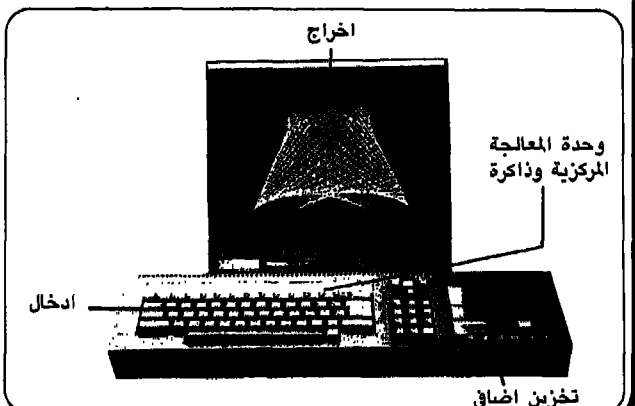 اخراج
وحدة المعالجة
المركزية وذاكرة
ادخال
تخزين اضافي